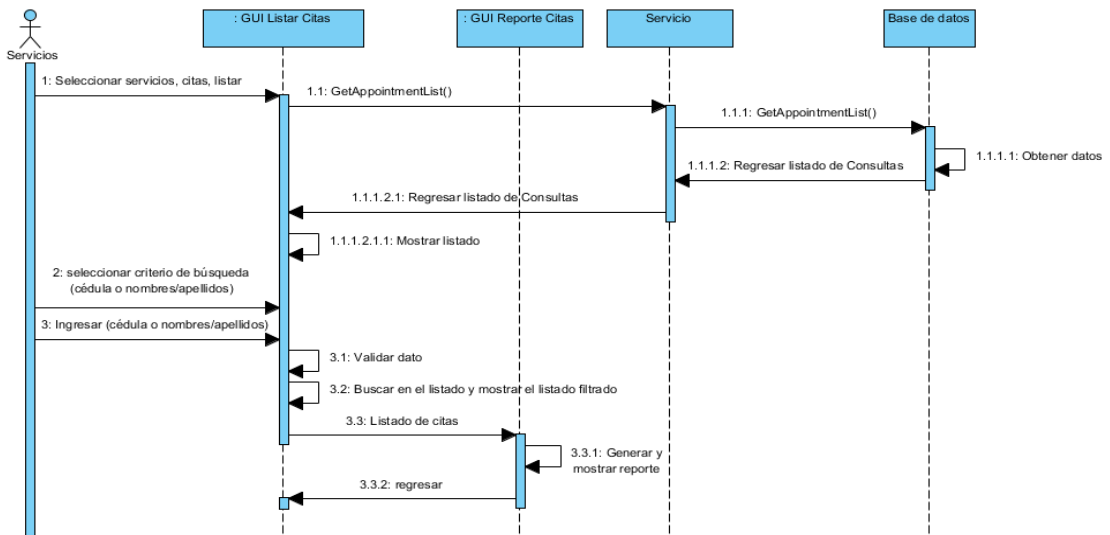 : GUI Listar Citas
: GUI Reporte Citas
Servicio
Base de datos
Servicios
1: Seleccionar servicios, citas, listar
1.1: GetAppointmentList()
1.1.1: GetAppointmentList()
1.1.1.1: Obtener datos
1.1.1.2: Regresar listado de Consultas
1.1.1.2.1: Regresar listado de Consultas
1.1.1.2.1.1: Mostrar listado
2: seleccionar criterio de búsqueda
(cédula o nombres/apellidos)
3: Ingresar (cédula o nombres/apellidos)
3.1: Validar dato
3.2: Buscar en el listado y mostrar el listado filtrado
3.3: Listado de citas
3.3.1: Generar y
mostrar reporte
3.3.2: regresar